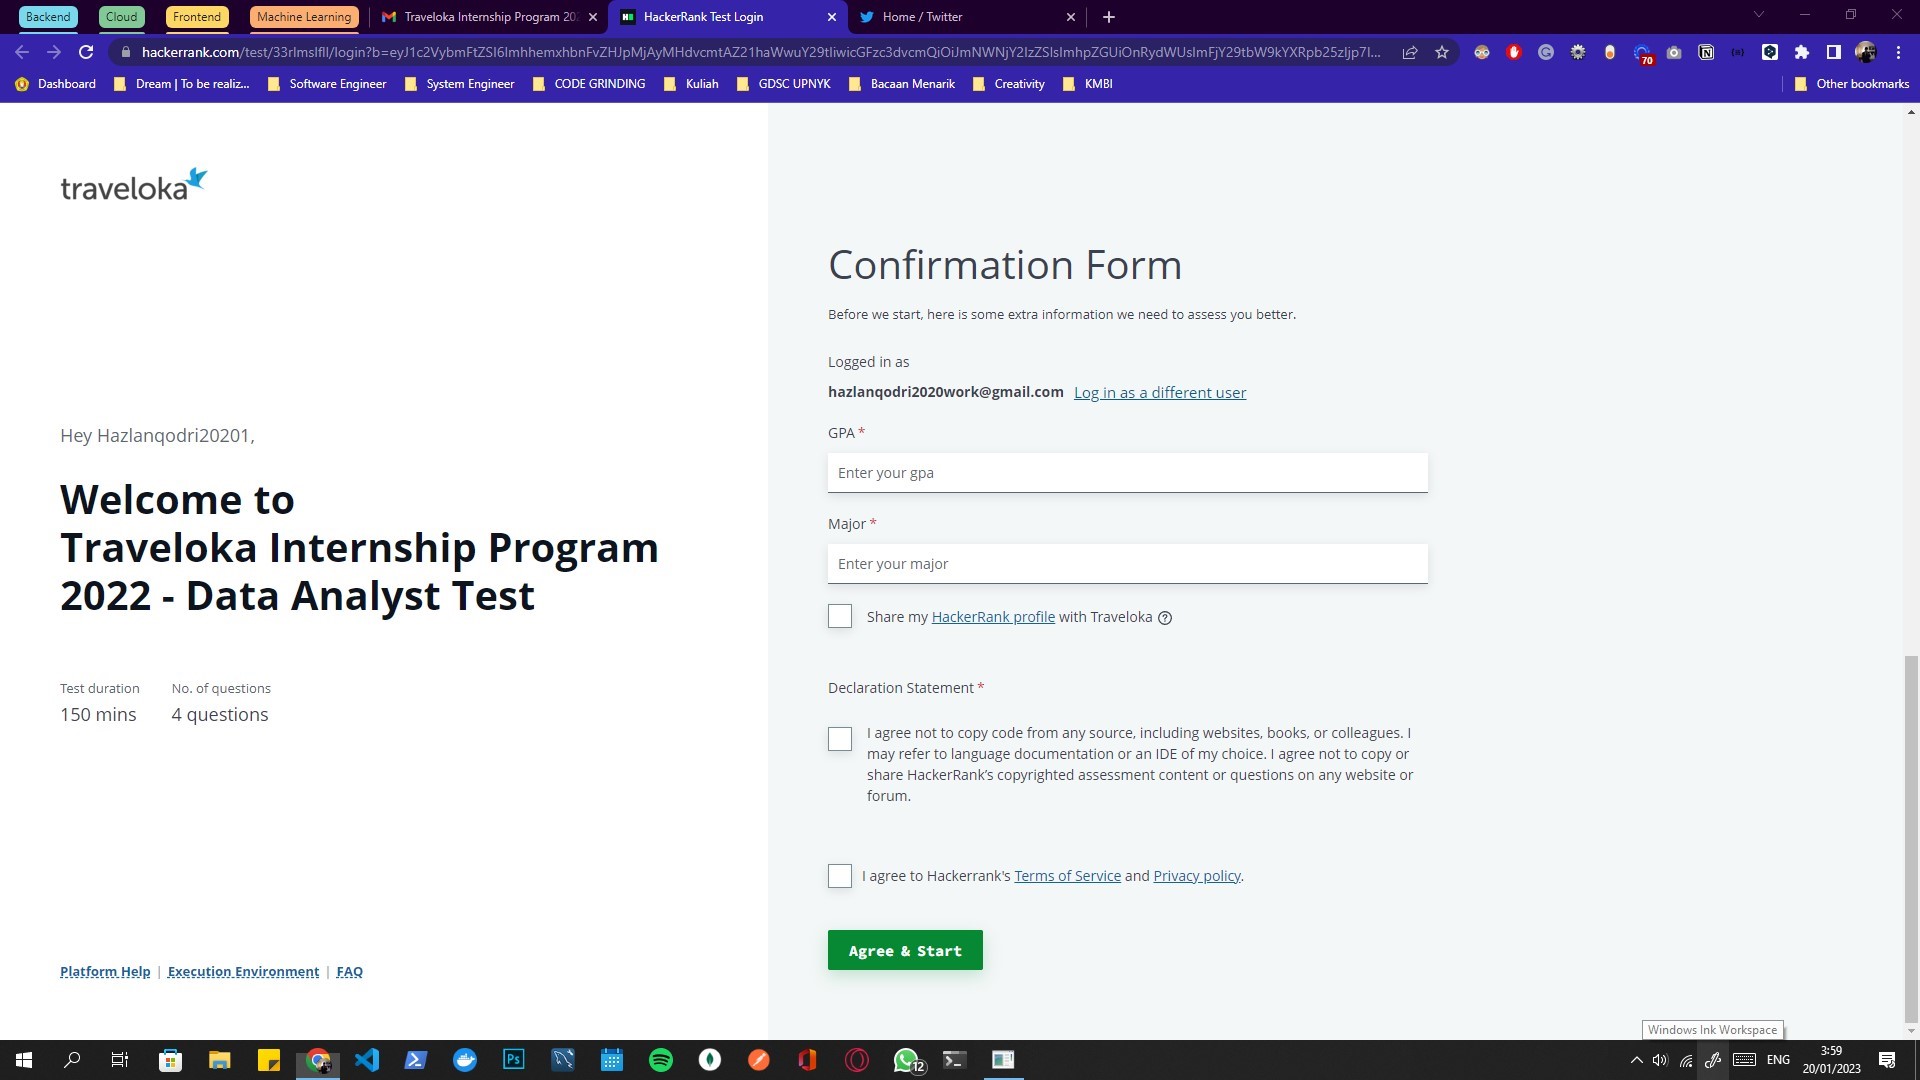 Backend
Cloud
Frontend
Machine Learning
Traveloka Internship Program 202
HackerRank Test Login
Home / Twitter
hackerrank.com/test/33rlmslfll/login?b=
70
Dashboard
Dream | To be realiz...
Software Engineer
System Engineer
CODE GRINDING
Kuliah
GDSC UPNYK
Bacaan Menarik
Creativity
KMBI
Other bookmarks
traveloka
Hey Hazlanqodri20201,
Welcome to
Traveloka Internship Program
2022 - Data Analyst Test
Test duration
No. of questions
150 mins
4 questions
Platform Help | Execution Environment | FAQ
Confirmation Form
Before we start, here is some extra information we need to assess you better.
Logged in as
hazlanqodri2020work@gmail.com Log in as a different user
GPA *
Enter your gpa
Major *
Enter your major
Share my HackerRank profile with Traveloka
Declaration Statement *
I agree not to copy code from any source, including websites, books, or colleagues. I
may refer to language documentation or an IDE of my choice. I agree not to copy or
share HackerRank’s copyrighted assessment content or questions on any website or
forum.
I agree to Hackerrank's Terms of Service and Privacy policy.
Agree & Start
Windows Ink Workspace
Ps
12
ENG
3:59
20/01/2023